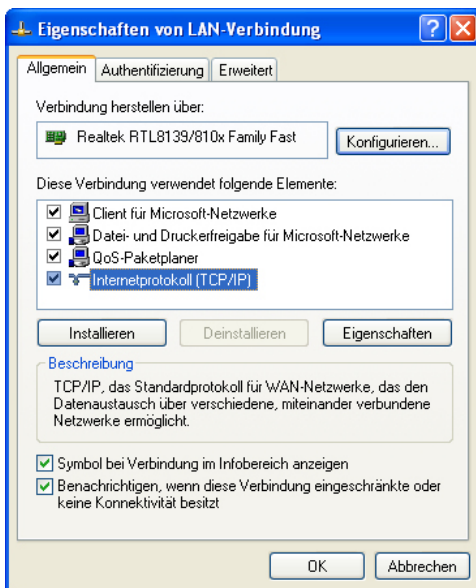 Eigenschaften von LAN-Verbindung
Allgemein Authentifizierung Erweitert
Verbindung herstellen über:
Realtek RTL8139/810x Family Fast Konfigurieren...
Diese Verbindung verwendet folgende Elemente:
Client für Microsoft-Netzwerke
Datei- und Druckerfreigabe für Microsoft-Netzwerke
QoS-Paketplaner
Internetprotokoll (TCP/IP)
Installieren Deinstallieren Eigenschaften
Beschreibung
TCP/IP, das Standardprotokoll für WAN-Netzwerke, das den
Datenaustausch über verschiedene, miteinander verbundene
Netzwerke ermöglicht.
Symbol bei Verbindung im Infobereich anzeigen
Benachrichtigen, wenn diese Verbindung eingeschränkte oder
keine Konnektivität besitzt
OK Abbrechen